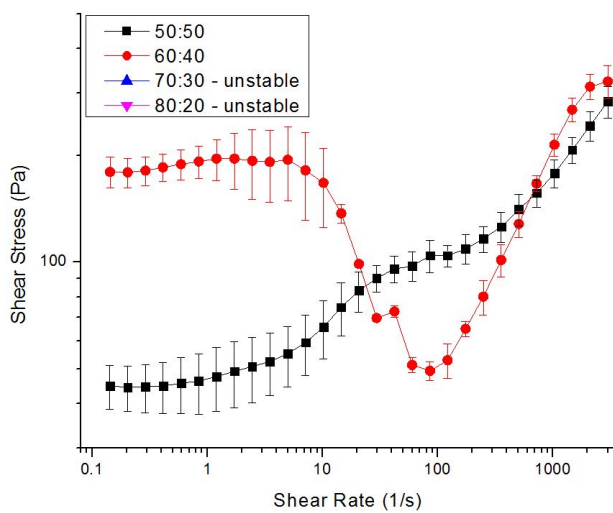 50:50
60:40
70:30 - unstable
80:20 - unstable
Shear Stress (Pa)
100
0.1 1 10 100 1000
Shear Rate (1/s)